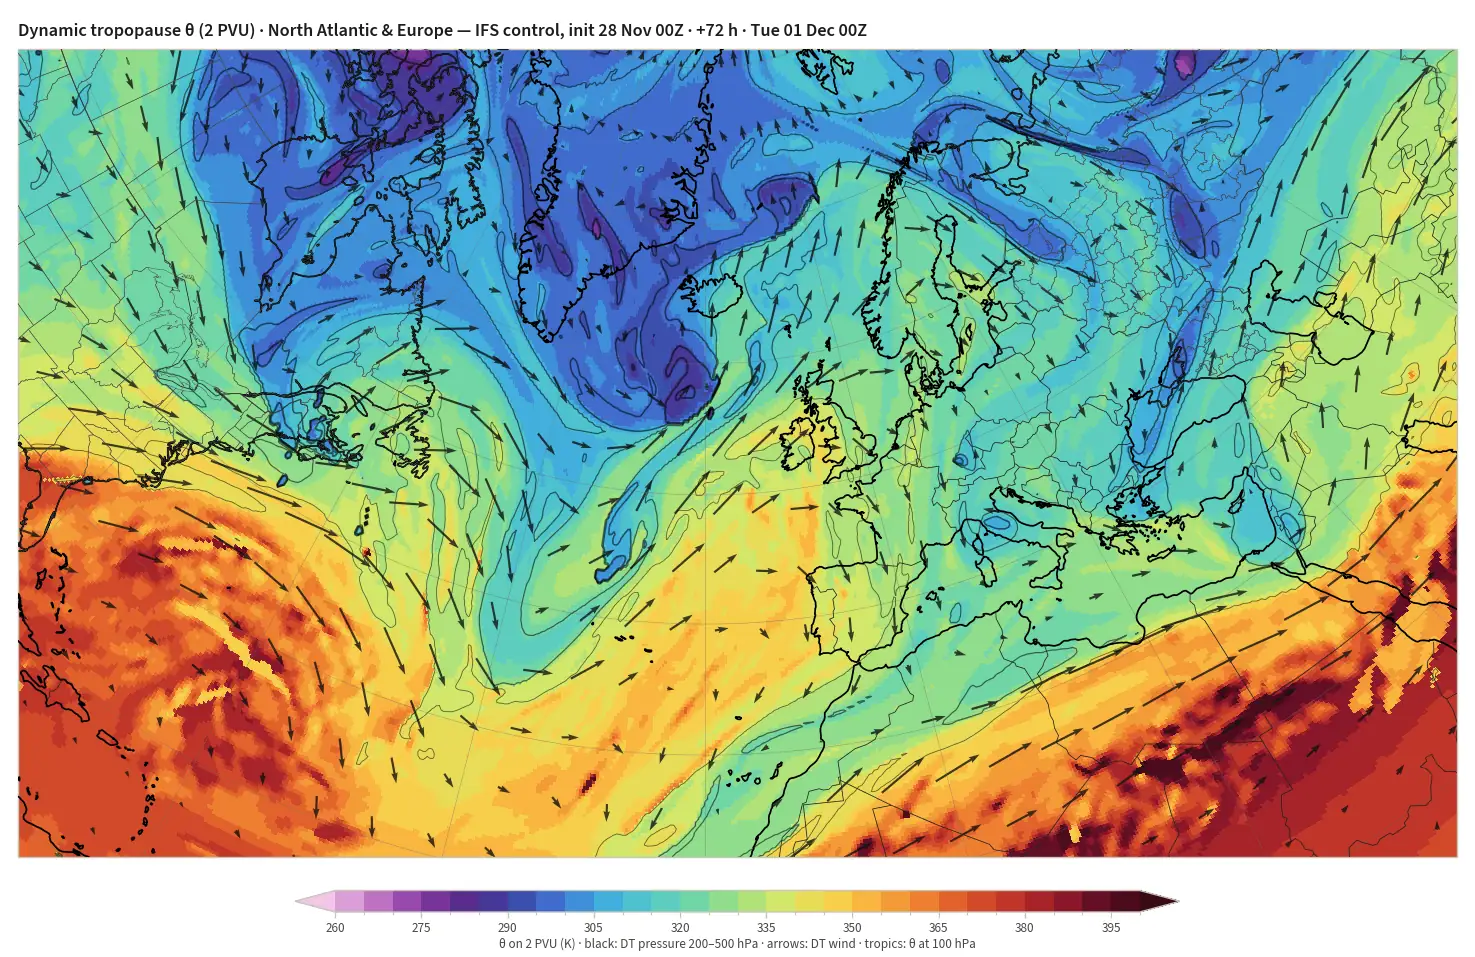 Dynamic tropopause θ (2 PVU) · North Atlantic & Europe — IFS control, init 28 Nov 00Z · +72 h · Tue 01 Dec 00Z
260 275 290 305 320 335 350 365 380 395
θ on 2 PVU (K) · black: DT pressure 200–500 hPa · arrows: DT wind · tropics: θ at 100 hPa